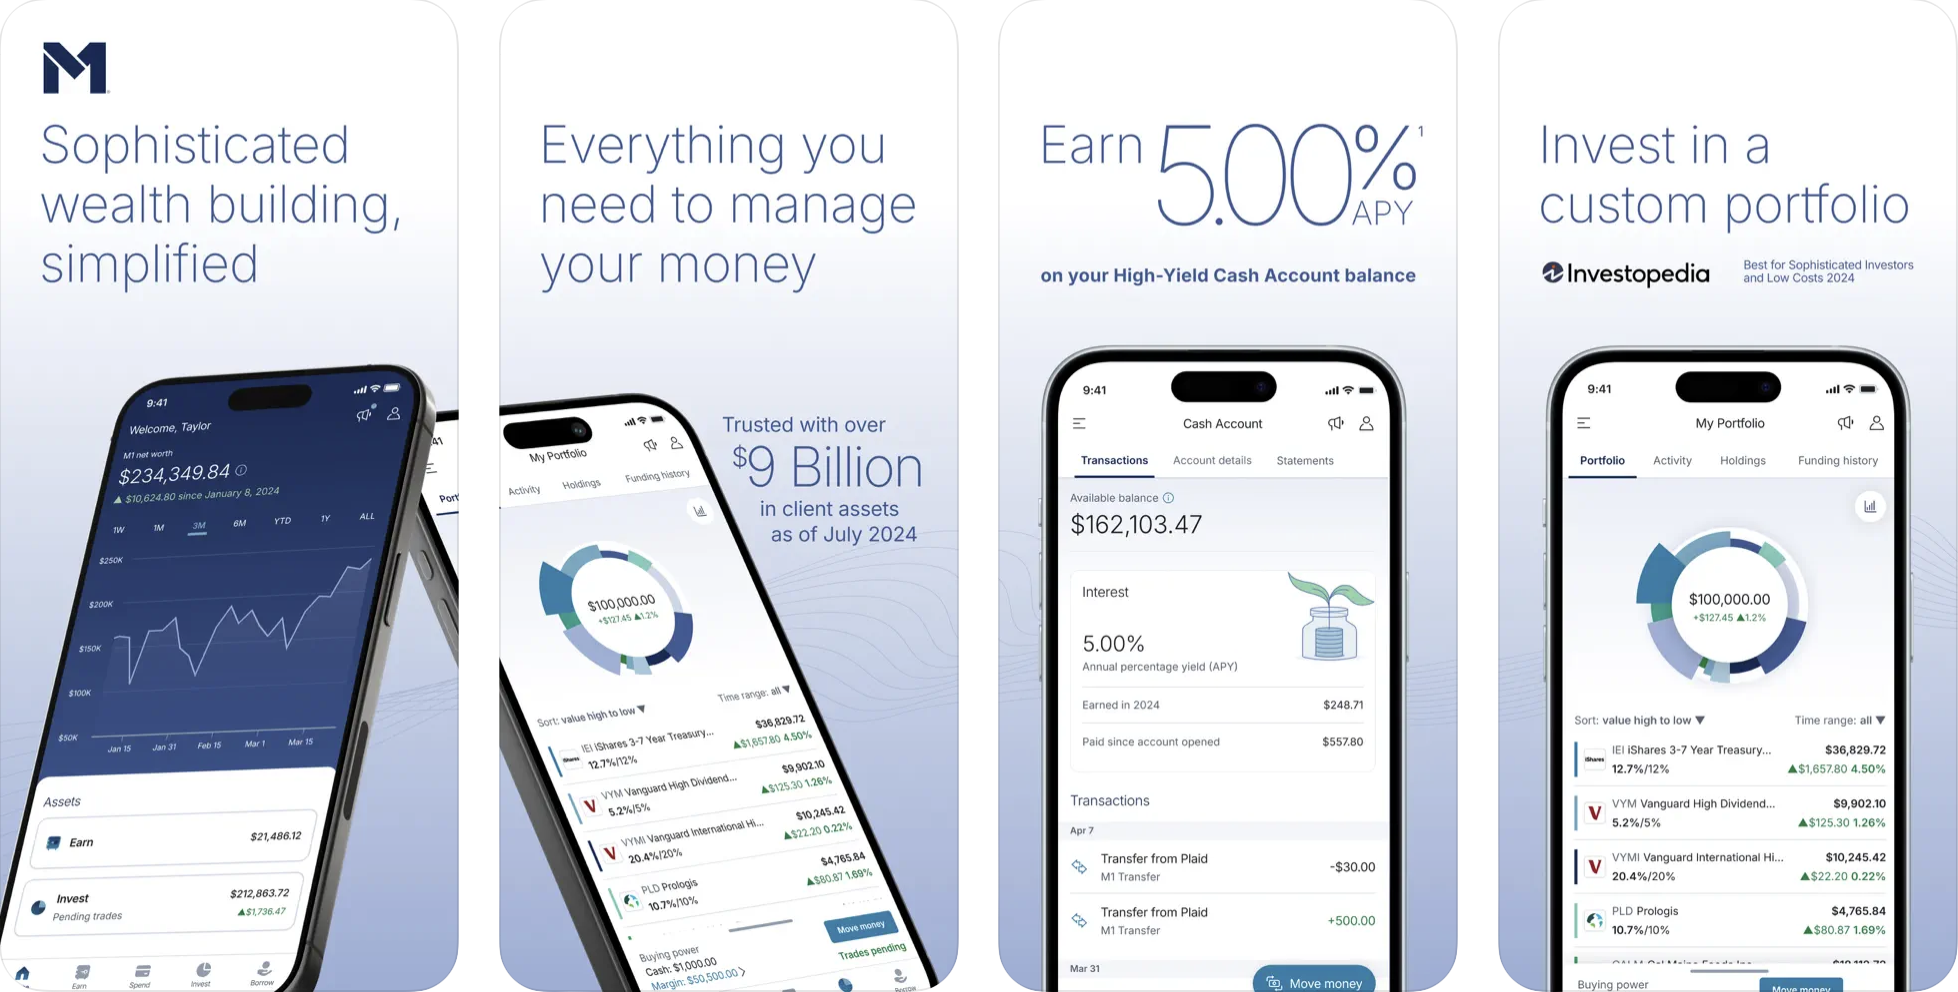 M
Sophisticated
wealth building,
simplified
9:41
Welcome, Taylor
M1 net worth
$234,349.84
▲ $10,624.80 since January 8, 2024
1W 1M 3M 6M YTD 1Y ALL
$250K
$200K
$150K
$100K
$50K
Jan 15 Jan 31 Feb 15 Mar 1 Mar 15
Assets
Earn $21,486.12
Invest $212,863.72
Pending trades ▲$1,736.47
Earn Spend Invest Borrow
41
Port
Everything you
need to manage
your money
Trusted with over
$9 Billion
in client assets
as of July 2024
My Portfolio
Activity Holdings Funding history
$100,000.00
+$127.45 ▲1.2%
Sort: value high to low ▼ Time range: all ▼
iShares
IEI iShares 3-7 Year Treasury... $36,829.72
12.7%/12% ▲$1,657.80 4.50%
VYM Vanguard High Dividend... $9,902.10
5.2%/5% ▲$125.30 1.26%
VYMI Vanguard International Hi... $10,245.42
20.4%/20% ▲$22.20 0.22%
PLD Prologis $4,765.84
10.7%/10% ▲$80.87 1.69%
Buying power
Cash: $1,000.00
Margin: $50,500.00 >
Move money
Trades pending
Borrow
Earn 5.00%¹
APY
on your High-Yield Cash Account balance
9:41
Cash Account
Transactions Account details Statements
Available balance
$162,103.47
Interest
5.00%
Annual percentage yield (APY)
Earned in 2024 $248.71
Paid since account opened $557.80
Transactions
Apr 7
Transfer from Plaid -$30.00
M1 Transfer
Transfer from Plaid +500.00
M1 Transfer
Mar 31
Move money
Invest in a
custom portfolio
Investopedia
Best for Sophisticated Investors
and Low Costs 2024
9:41
My Portfolio
Portfolio Activity Holdings Funding history
$100,000.00
+$127.45 ▲1.2%
Sort: value high to low ▼ Time range: all ▼
iShares
IEI iShares 3-7 Year Treasury... $36,829.72
12.7%/12% ▲$1,657.80 4.50%
VYM Vanguard High Dividend... $9,902.10
5.2%/5% ▲$125.30 1.26%
VYMI Vanguard International Hi... $10,245.42
20.4%/20% ▲$22.20 0.22%
PLD Prologis $4,765.84
10.7%/10% ▲$80.87 1.69%
Buying power
Move money